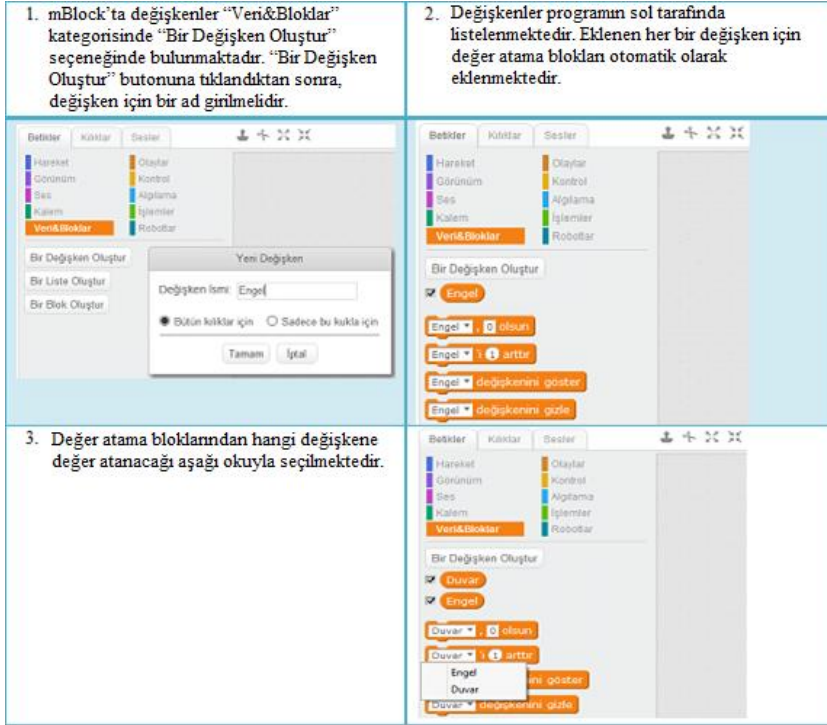 1. mBlock’ta değişkenler “Veri&Bloklar”
kategorisinde “Bir Değişken Oluştur”
seçeneğinde bulunmaktadır. “Bir Değişken
Oluştur” butonuna tıklandıktan sonra,
değişken için bir ad girilmelidir.
2. Değişkenler programın sol tarafında
listelenmektedir. Eklenen her bir değişken için
değer atama blokları otomatik olarak
eklenmektedir.
Betikler Kılıklar Sesler
Hareket Olaylar
Görünüm Kontrol
Ses Algılama
Kalem İşlemler
Veri&Bloklar Robotlar
Bir Değişken Oluştur
Bir Liste Oluştur
Bir Blok Oluştur
Yeni Değişken
Değişken İsmi: Engel
Bütün kılıklar için Sadece bu kukla için
Tamam İptal
Betikler Kılıklar Sesler
Hareket Olaylar
Görünüm Kontrol
Ses Algılama
Kalem İşlemler
Veri&Bloklar Robotlar
Bir Değişken Oluştur
Engel
Engel , 0 olsun
Engel 'i 1 arttır
Engel değişkenini göster
Engel değişkenini gizle
3. Değer atama bloklarından hangi değişkene
değer atanacağı aşağı okuyla seçilmektedir.
Betikler Kılıklar Sesler
Hareket Olaylar
Görünüm Kontrol
Ses Algılama
Kalem İşlemler
Veri&Bloklar Robotlar
Bir Değişken Oluştur
Duvar
Engel
Duvar , 0 olsun
Duvar 'i 1 arttır
Engel
Duvar
ini göster
Duvar değişkenini gizle